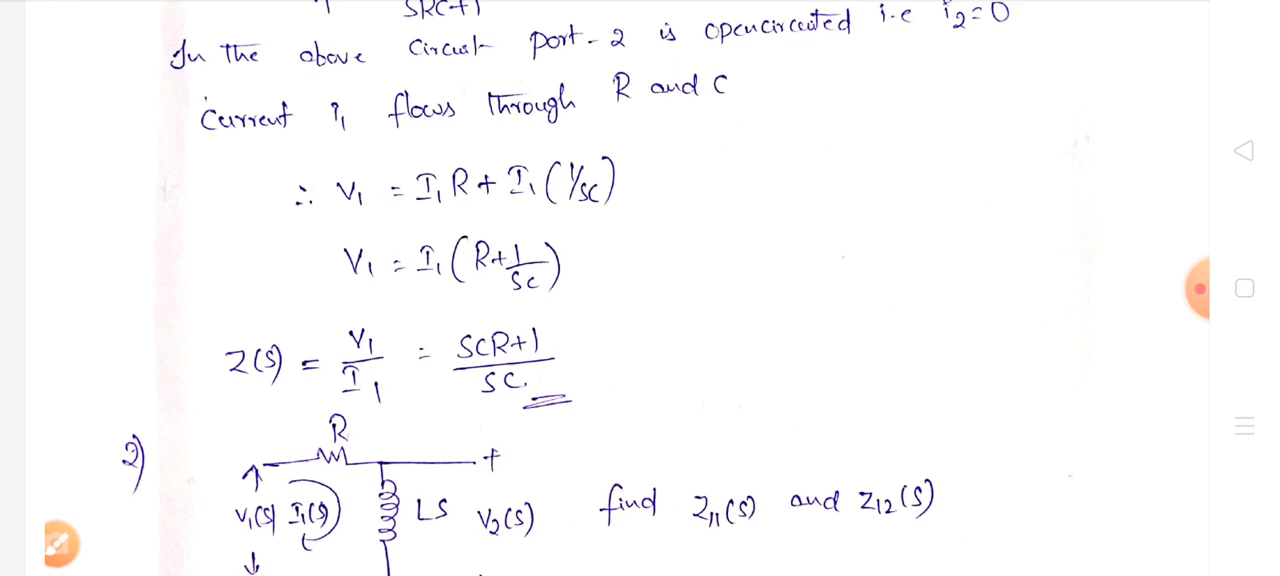 SRC+1
In the above circuit port-2 is opencircuited i.e i2=0
Current i1 flows through R and C
∴ V1 = I1 R + I1 (1/SC)
V1 = I1 (R + 1/SC)
Z(S) = V1/I1 = SCR+1/SC.
2)
R
+
V1(S) I1(S) LS V2(S) find Z11(S) and Z12(S)